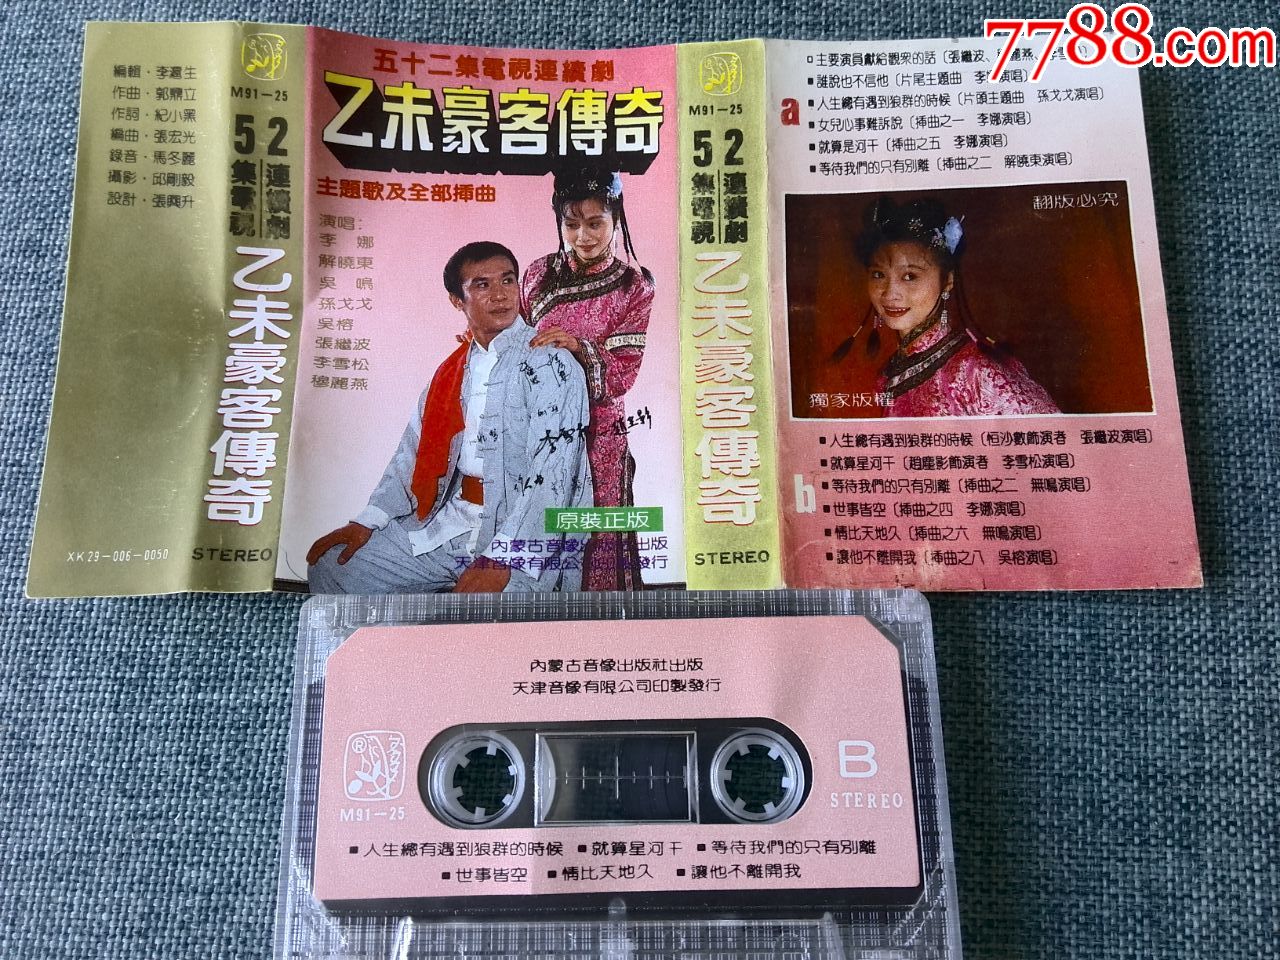 7788.com
編輯·李還生
作曲·郭鼎立
作詞·紀小黑
編曲·張宏光
錄音·馬冬麗
攝影·邱剛毅
設計·張興升
XK29-006-0050
M91-25
52集電視連續劇
乙未豪客傳奇
STEREO
五十二集電視連續劇
乙未豪客傳奇
主題歌及全部挿曲
演唱:
李娜
解曉東
吳鳴
孫戈戈
吳榕
張繼波
李雪松
穆麗燕
原裝正版
內蒙古音像出版社出版
天津音像有限公司印製發行
M91-25
52集電視連續劇
乙未豪客傳奇
STEREO
a
主要演員獻給觀衆的話(張繼波、
誰說也不信他(片尾主題曲 李娜演唱)
人生總有遇到狼群的時候(片頭主題曲 孫戈戈演唱)
女兒心事難訴說(挿曲之一 李娜演唱)
就算是河干(挿曲之五 李娜演唱)
等待我們的只有別離(挿曲之二 解曉東演唱)
翻版必究
獨家版權
b
人生總有遇到狼群的時候(恒沙數飾演者 張繼波演唱)
就算星河干(趙塵影飾演者 李雪松演唱)
等待我們的只有別離(挿曲之二 無鳴演唱)
世事皆空(挿曲之四 李娜演唱)
情比天地久(挿曲之六 無鳴演唱)
讓他不離開我(挿曲之八 吳榕演唱)
內蒙古音像出版社出版
天津音像有限公司印製發行
®
M91-25
B
STEREO
人生總有遇到狼群的時候 就算星河干 等待我們的只有別離
世事皆空 情比天地久 讓他不離開我